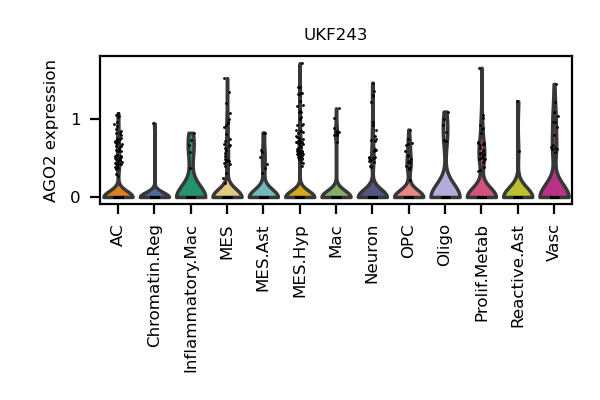 UKF243
AGO2 expression
1
0
AC
Chromatin.Reg
Inflammatory.Mac
MES
MES.Ast
MES.Hyp
Mac
Neuron
OPC
Oligo
Prolif.Metab
Reactive.Ast
Vasc